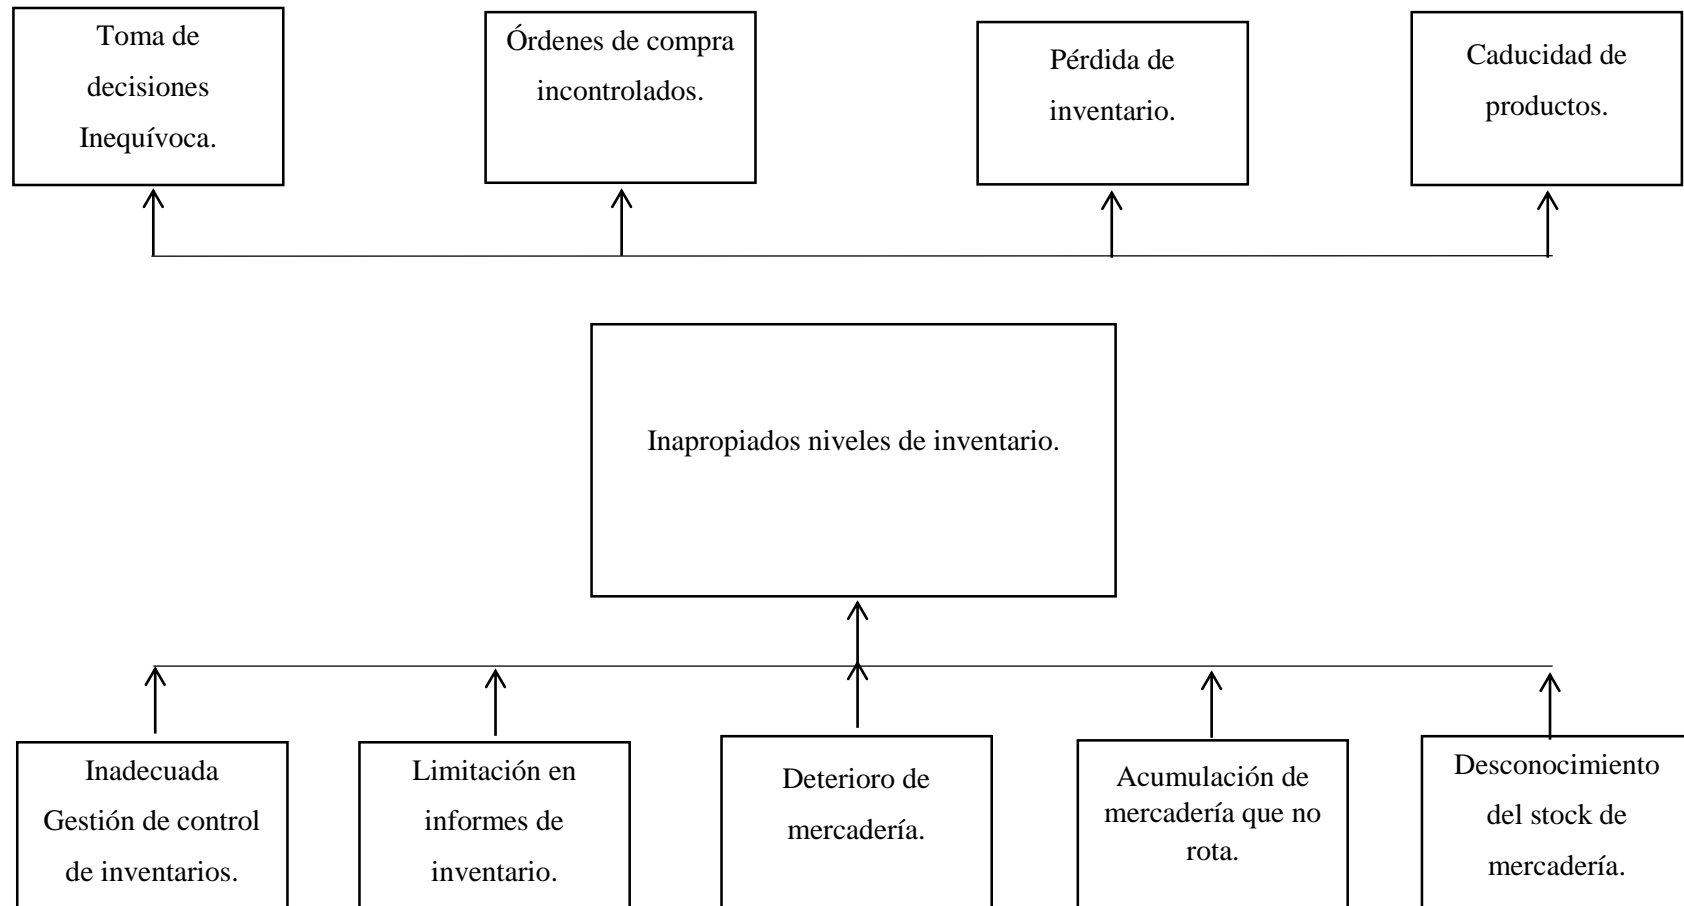 Toma de
decisiones
Inequívoca.
Órdenes de compra
incontrolados.
Pérdida de
inventario.
Caducidad de
productos.
Inapropiados niveles de inventario.
Inadecuada
Gestión de control
de inventarios.
Limitación en
informes de
inventario.
Deterioro de
mercadería.
Acumulación de
mercadería que no
rota.
Desconocimiento
del stock de
mercadería.